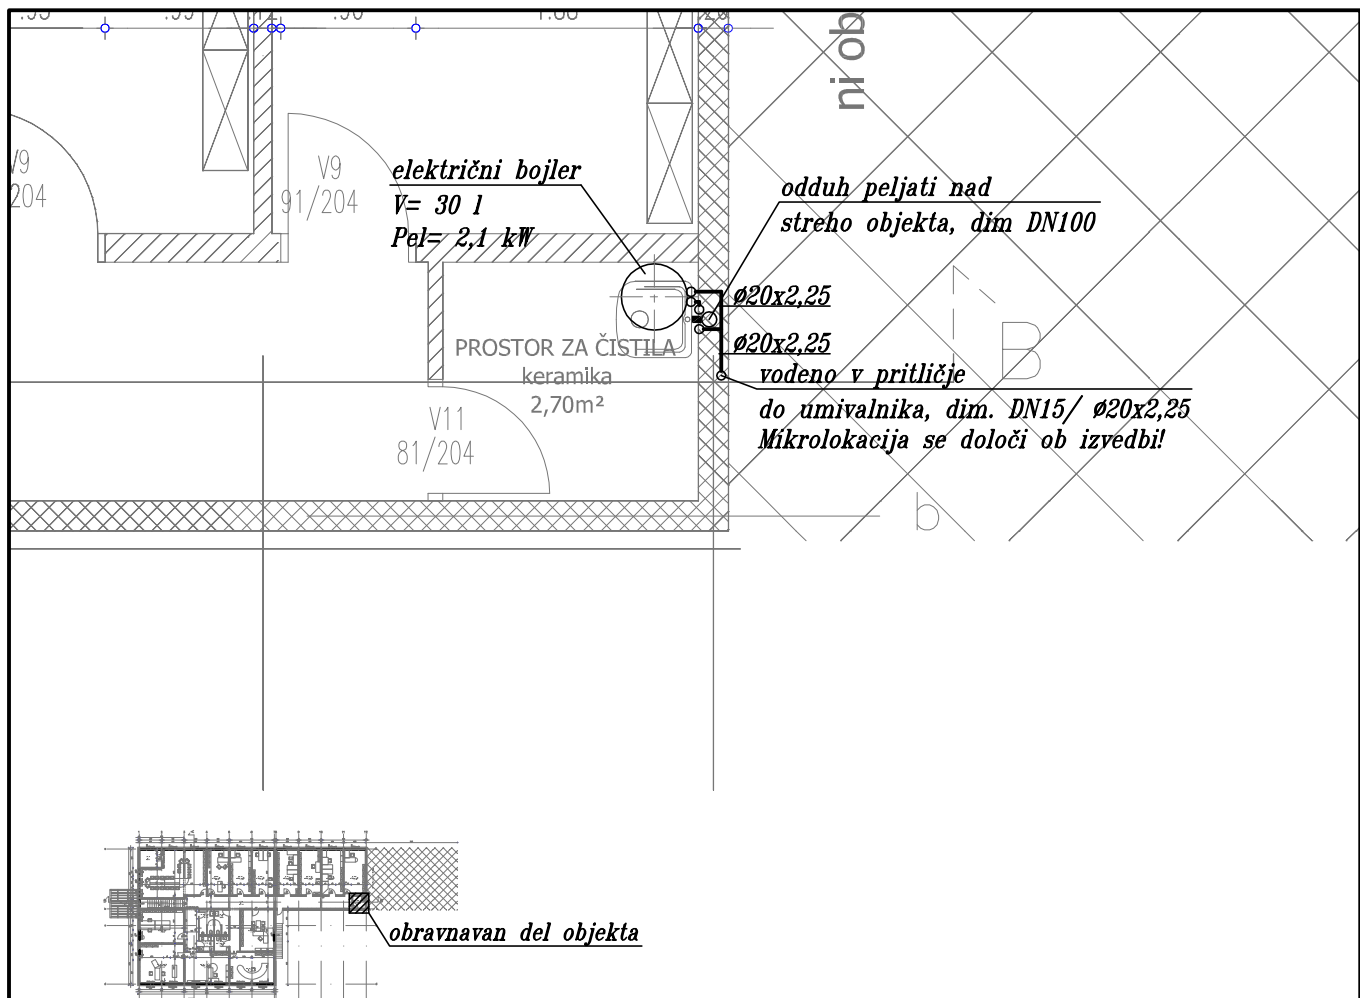 ni ob
V9
204
V9
91/204
električni bojler
V= 30 l
Pel= 2,1 kW
odduh peljati nad
streho objekta, dim DN100
ø20x2,25
ø20x2,25
B
PROSTOR ZA ČISTILA
keramika
2,70m²
vodeno v pritličje
do umivalnika, dim. DN15/ ø20x2,25
Mikrolokacija se določi ob izvedbi!
V11
81/204
b
obravnavan del objekta